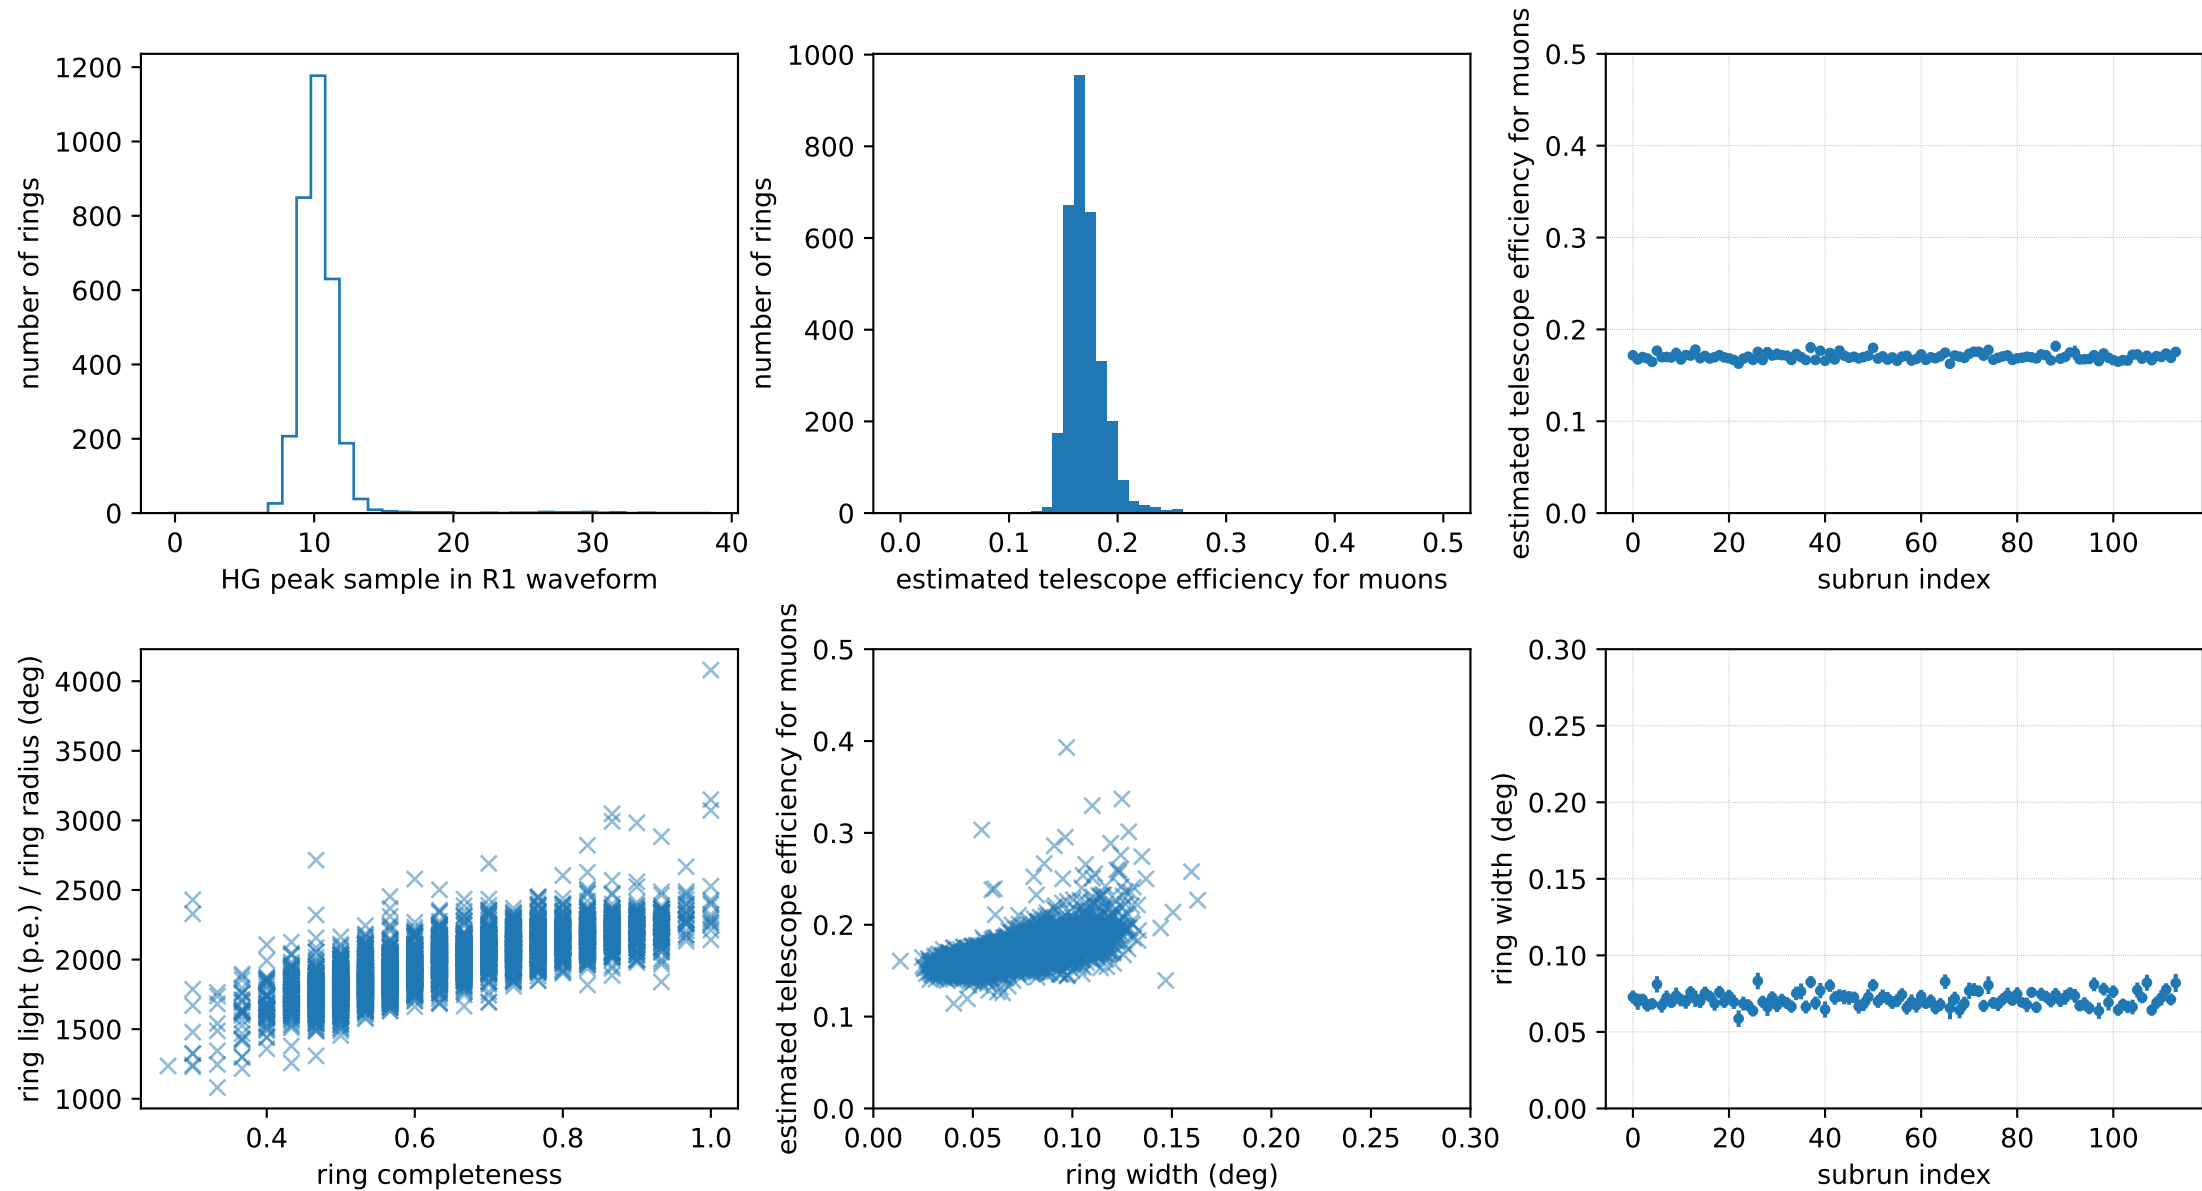 1200
1000
800
600
400
200
0
number of rings
0 10 20 30 40
HG peak sample in R1 waveform
1000
800
600
400
200
0
number of rings
0.0 0.1 0.2 0.3 0.4 0.5
estimated telescope efficiency for muons
0.5
0.4
0.3
0.2
0.1
0.0
estimated telescope efficiency for muons
0 20 40 60 80 100
subrun index
4000
3500
3000
2500
2000
1500
1000
ring light (p.e.) / ring radius (deg)
0.4 0.6 0.8 1.0
ring completeness
0.5
0.4
0.3
0.2
0.1
0.0
estimated telescope efficiency for muons
0.00 0.05 0.10 0.15 0.20 0.25 0.30
ring width (deg)
0.30
0.25
0.20
0.15
0.10
0.05
0.00
ring width (deg)
0 20 40 60 80 100
subrun index